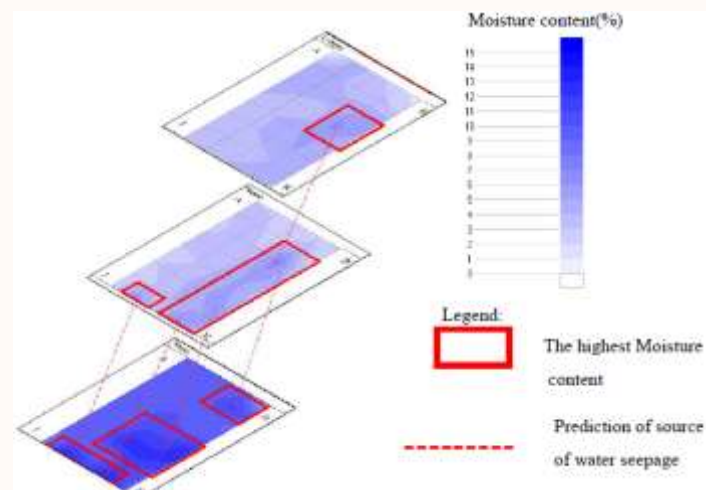 Moisture content(%)
15
14
13
12
11
10
9
8
7
6
5
4
3
2
1
0
Legend:
The highest Moisture
content
Prediction of source
of water seepage